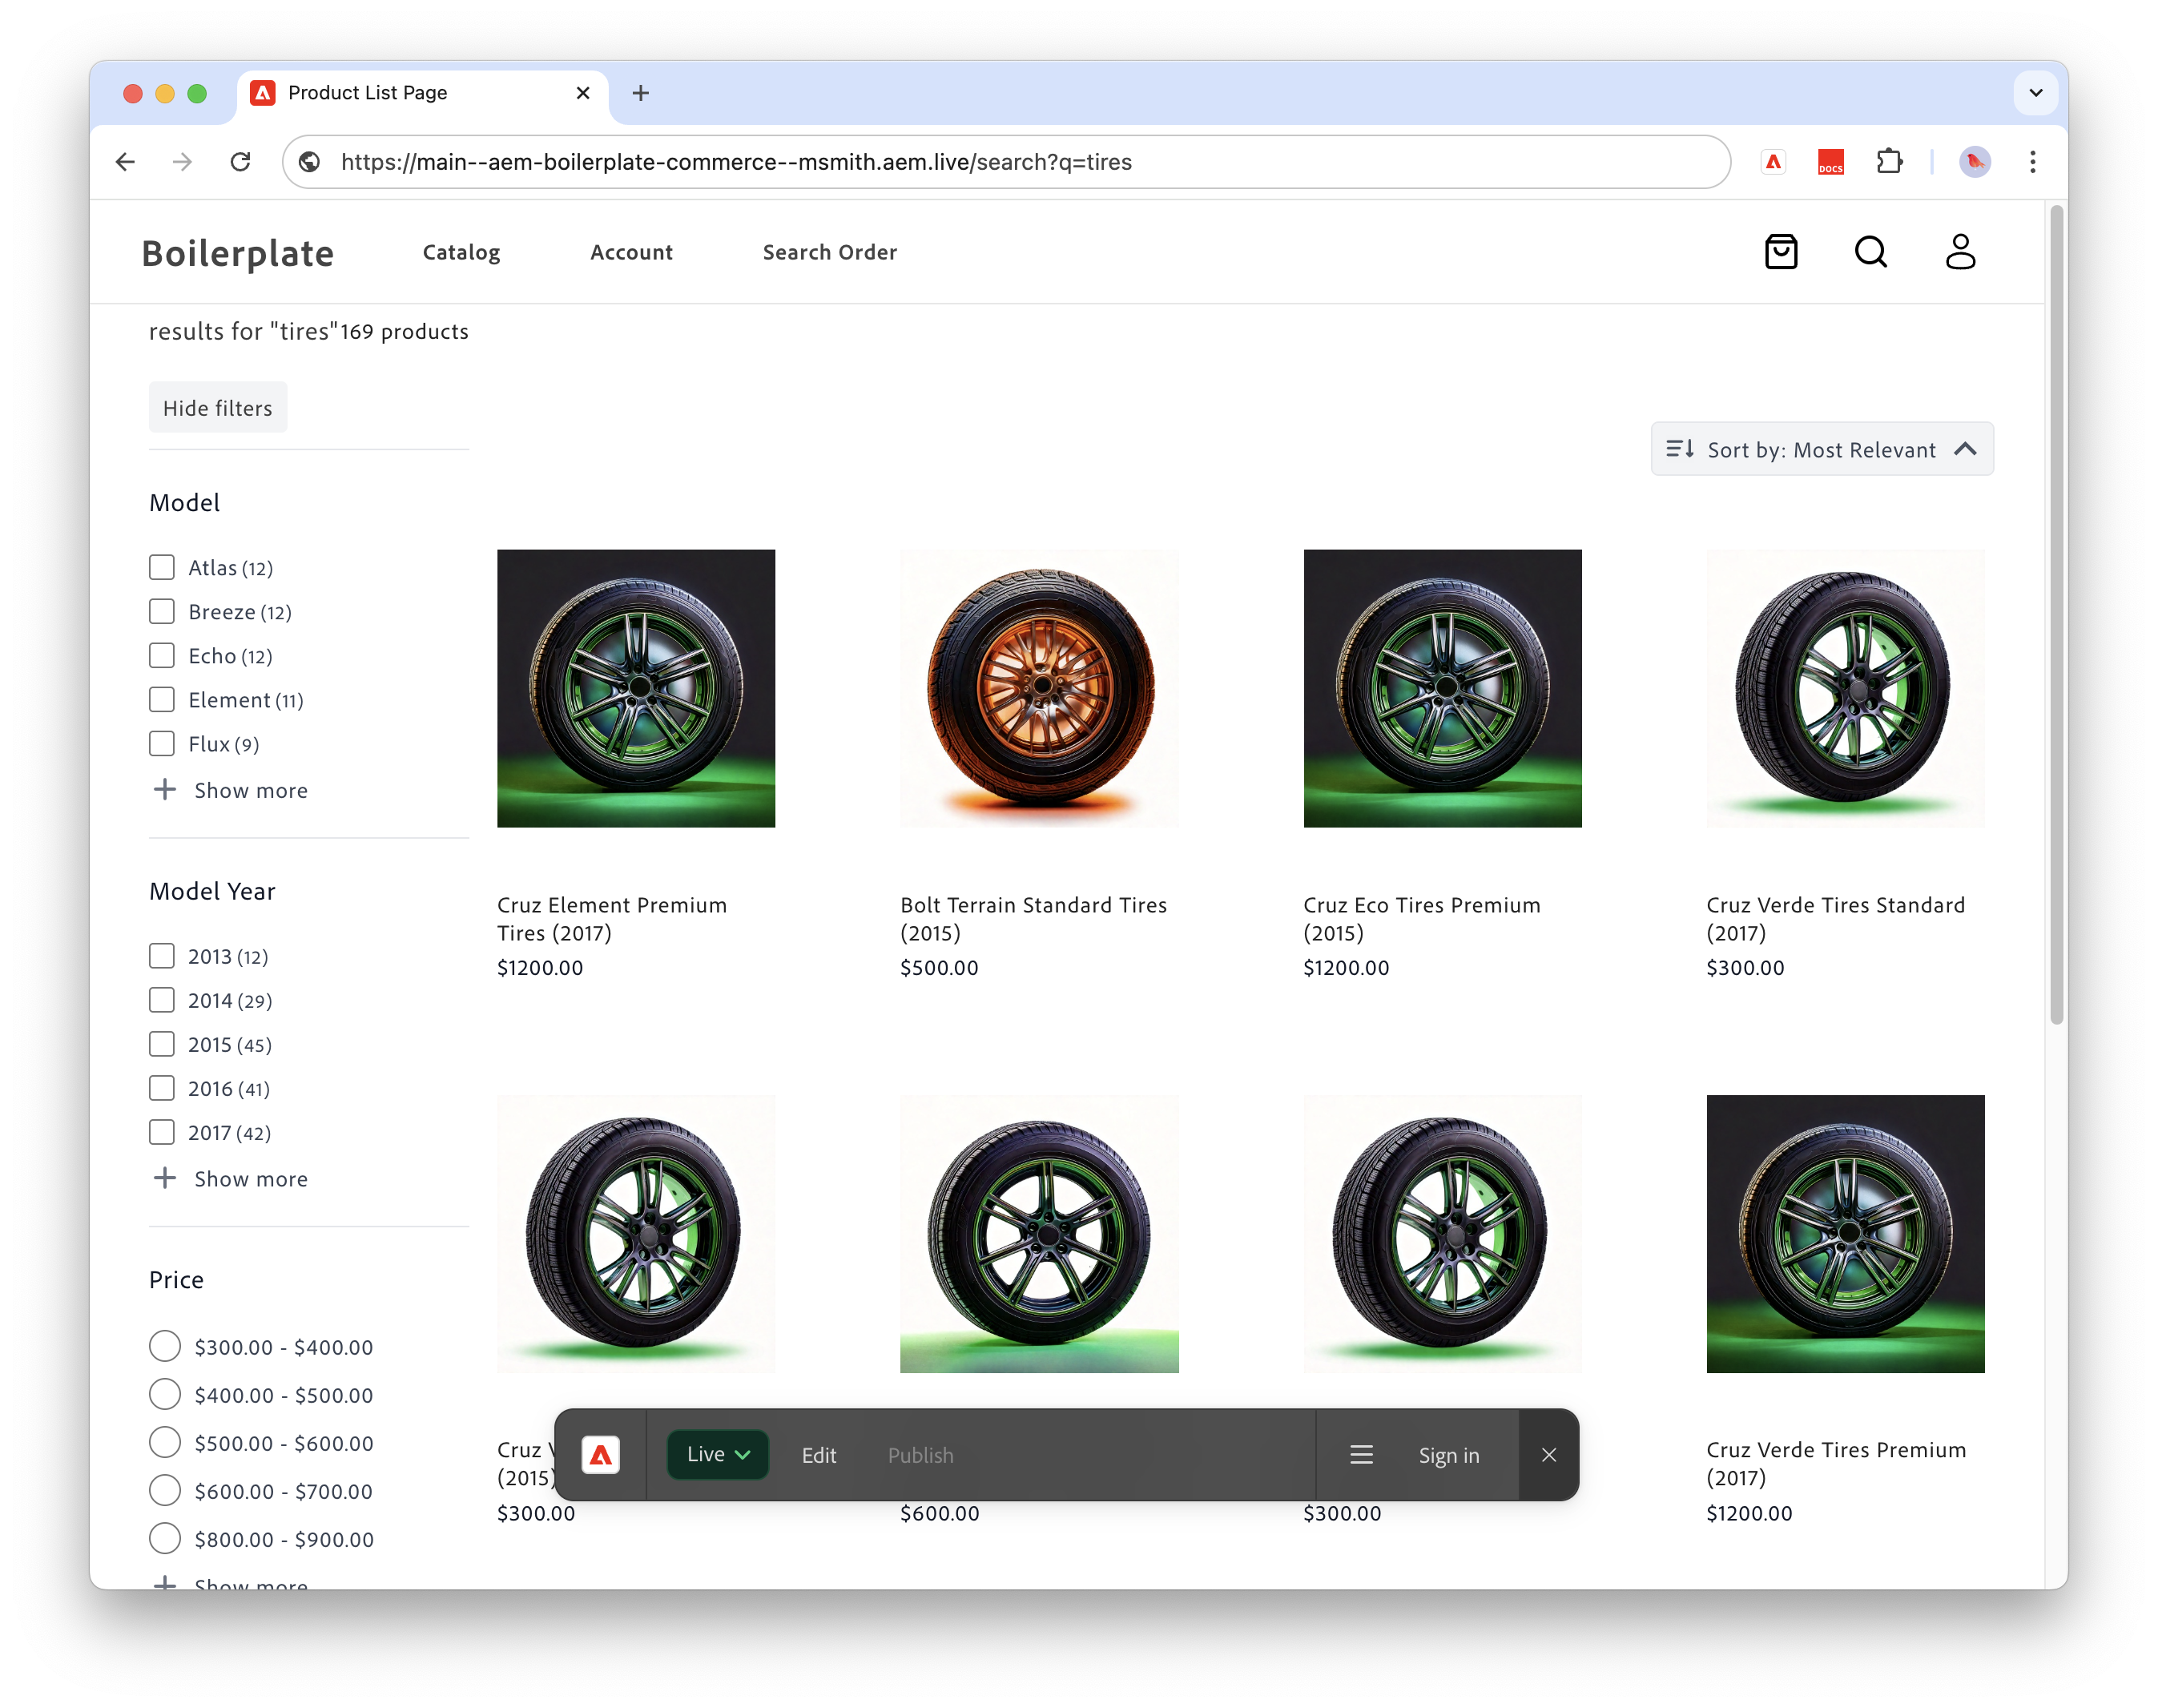 Product List Page
https://main--aem-boilerplate-commerce--msmith.aem.live/search?q=tires
DOCS
Boilerplate
Catalog
Account
Search Order
results for "tires"169 products
Hide filters
Sort by: Most Relevant
Model
Atlas (12)
Breeze (12)
Echo (12)
Element (11)
Flux (9)
Show more
Model Year
2013 (12)
2014 (29)
2015 (45)
2016 (41)
2017 (42)
Show more
Price
$300.00 - $400.00
$400.00 - $500.00
$500.00 - $600.00
$600.00 - $700.00
$800.00 - $900.00
Show more
Cruz Element Premium
Tires (2017)
$1200.00
Bolt Terrain Standard Tires
(2015)
$500.00
Cruz Eco Tires Premium
(2015)
$1200.00
Cruz Verde Tires Standard
(2017)
$300.00
Cruz
(2015)
$300.00
$600.00
$300.00
Cruz Verde Tires Premium
(2017)
$1200.00
Live
Edit
Publish
Sign in